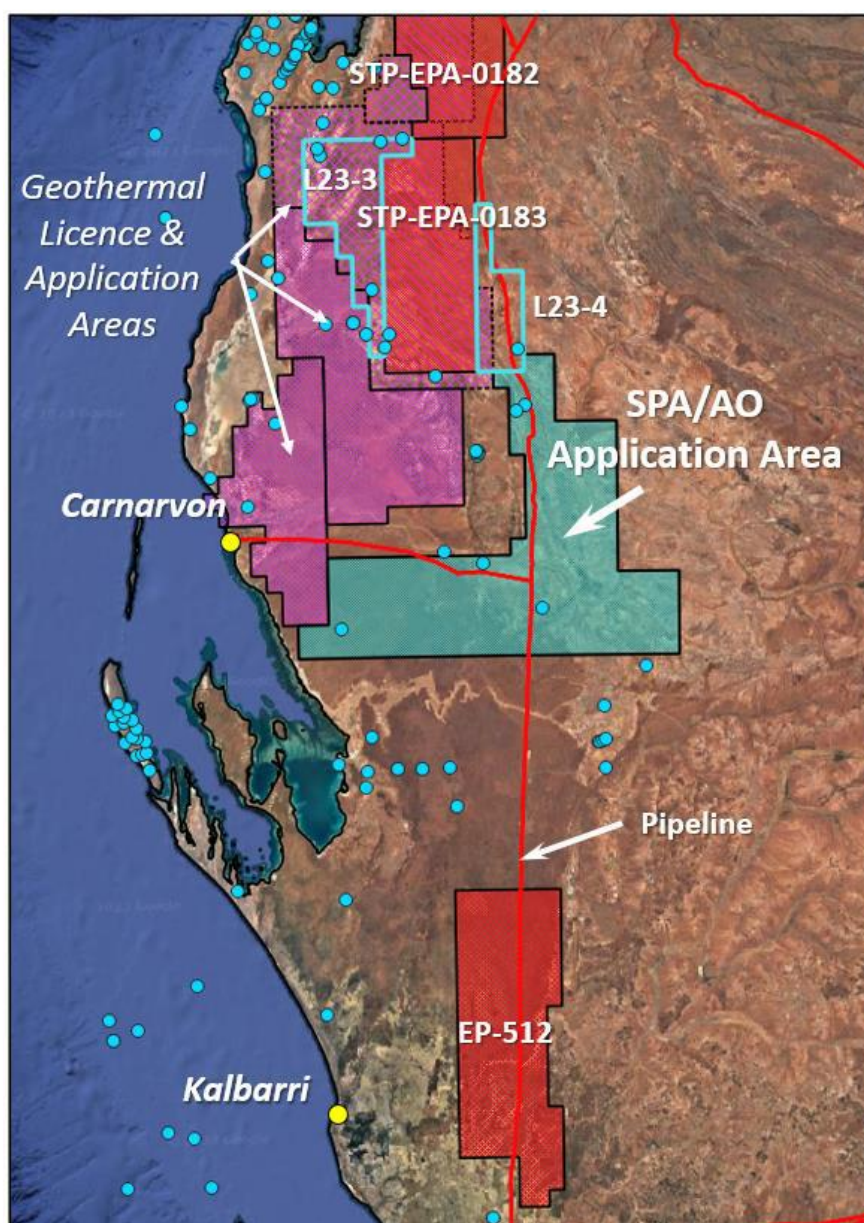 STP-EPA-0182
Geothermal
Licence &
Application
Areas
L23-3
STP-EPA-0183
L23-4
SPA/AO
Application Area
Carnarvon
Pipeline
EP-512
Kalbarri